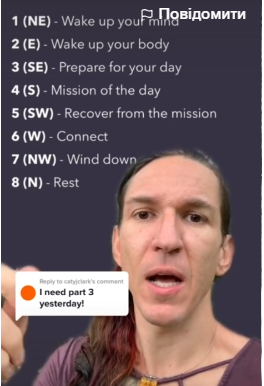 Повідомити
1 (NE) - Wake up your mind
2 (E) - Wake up your body
3 (SE) - Prepare for your day
4 (S) - Mission of the day
5 (SW) - Recover from the mission
6 (W) - Connect
7 (NW) - Wind down
8 (N) - Rest
Reply to catyjclark's comment
I need part 3
yesterday!